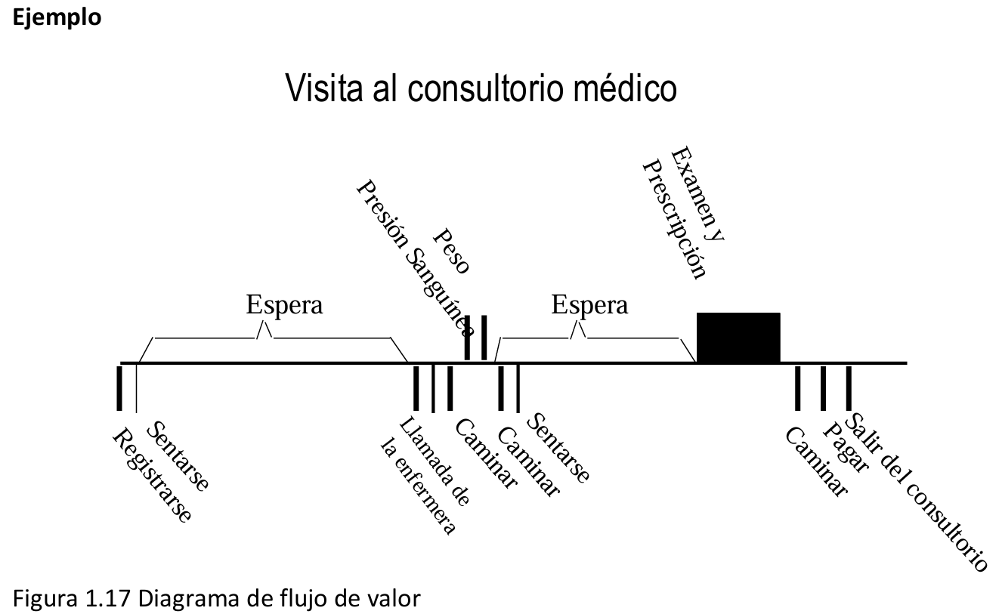 Ejemplo
Visita al consultorio médico
Examen y
Prescripción
Presión Sanguínea
Peso
Espera
Espera
Registrarse
Sentarse
Llamada de
la enfermera
Caminar
Caminar
Sentarse
Caminar
Pagar
Salir del consultorio
Figura 1.17 Diagrama de flujo de valor